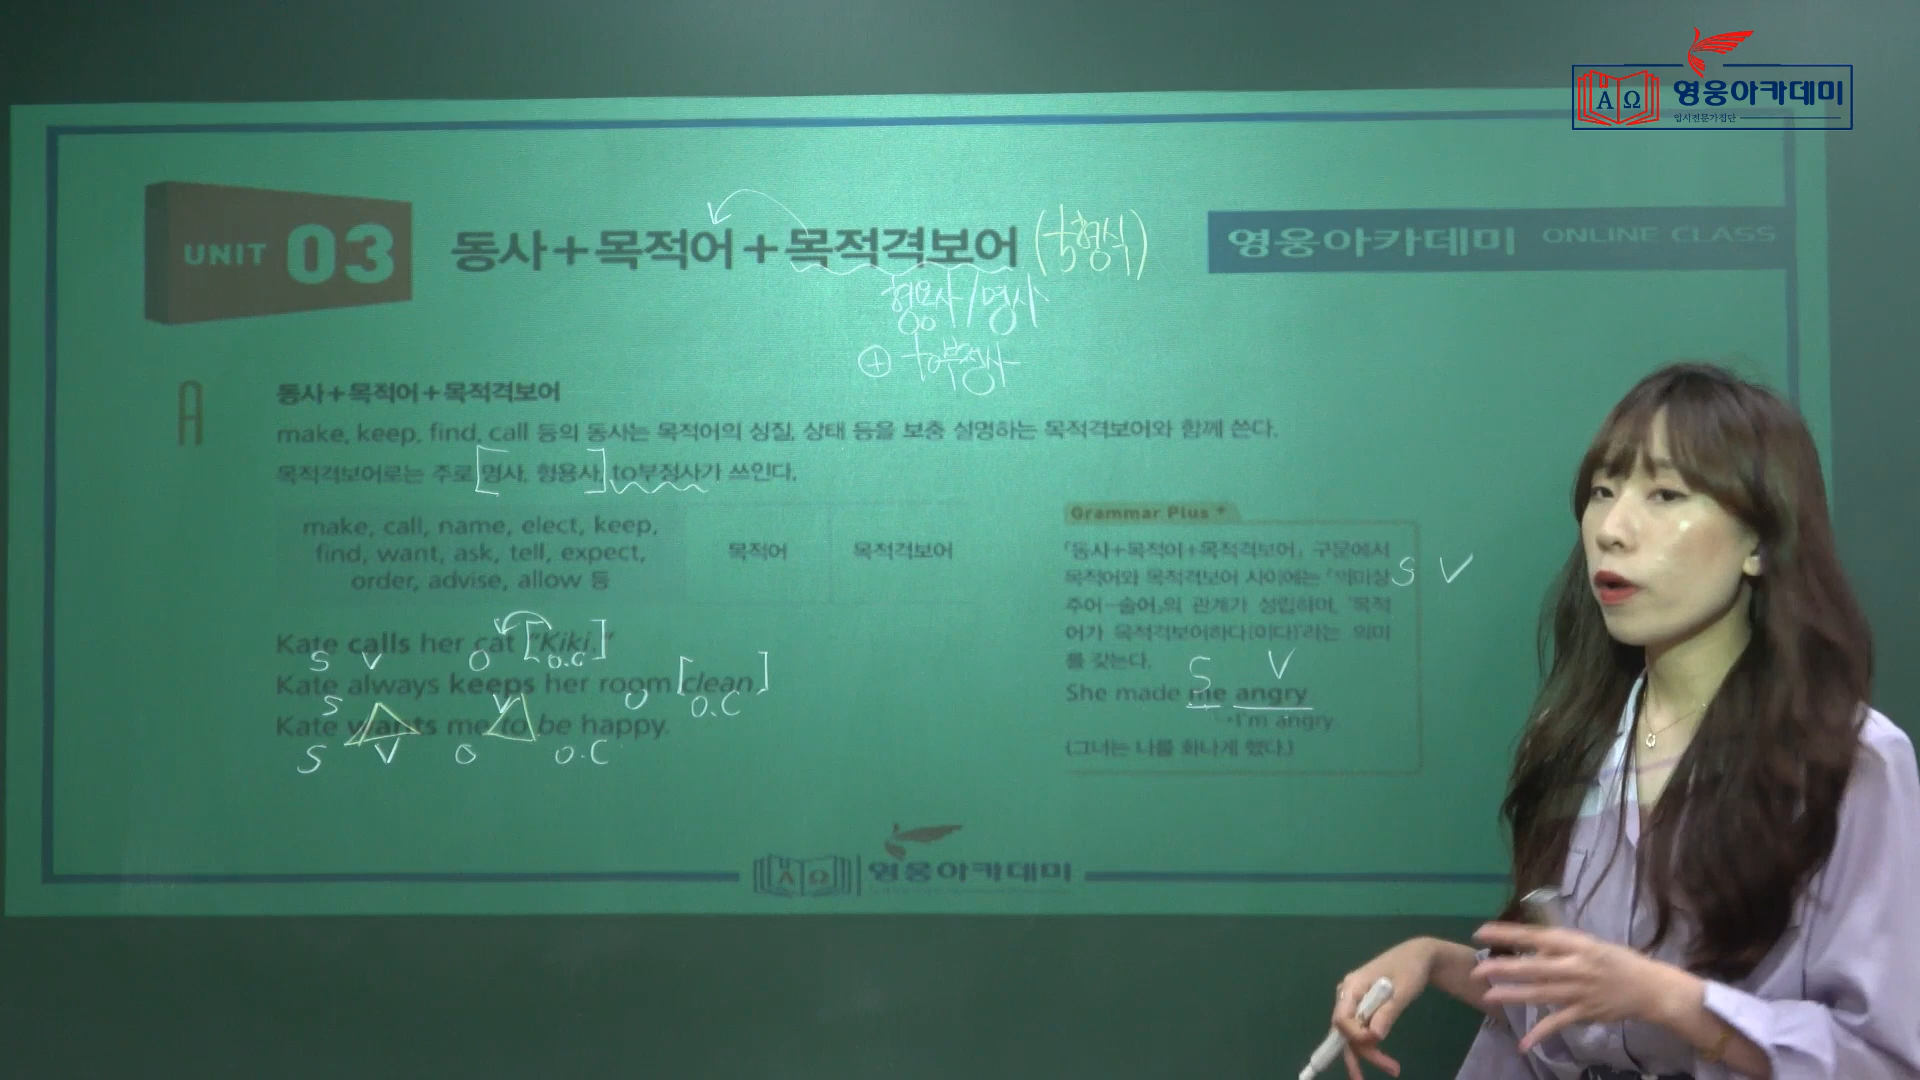 영웅아카데미
입시전문가집단
UNIT 03
동사+목적어+목적격보어 (5형식)
영웅아카데미 ONLINE CLASS
형용사/명사
+ to부정사
A
동사+목적어+목적격보어
make, keep, find, call 등의 동사는 목적어의 성질, 상태 등을 보충 설명하는 목적격보어와 함께 쓴다.
목적격보어로는 주로 명사, 형용사, to부정사가 쓰인다.
make, call, name, elect, keep,
find, want, ask, tell, expect,
order, advise, allow 등
목적어
목적격보어
Kate calls her cat "Kiki."
S V O O.C
Kate always keeps her room clean.
S V O O.C
Kate wants me to be happy.
S V O O.C
Grammar Plus +
「동사+목적어+목적격보어」 구문에서
목적어와 목적격보어 사이에는 「의미상 S V
주어-술어」의 관계가 성립하며, '목적
어가 목적격보어하다(이다)'라는 의미
를 갖는다.
S V
She made me angry
I'm angry.
(그녀는 나를 화나게 했다.)
영웅아카데미